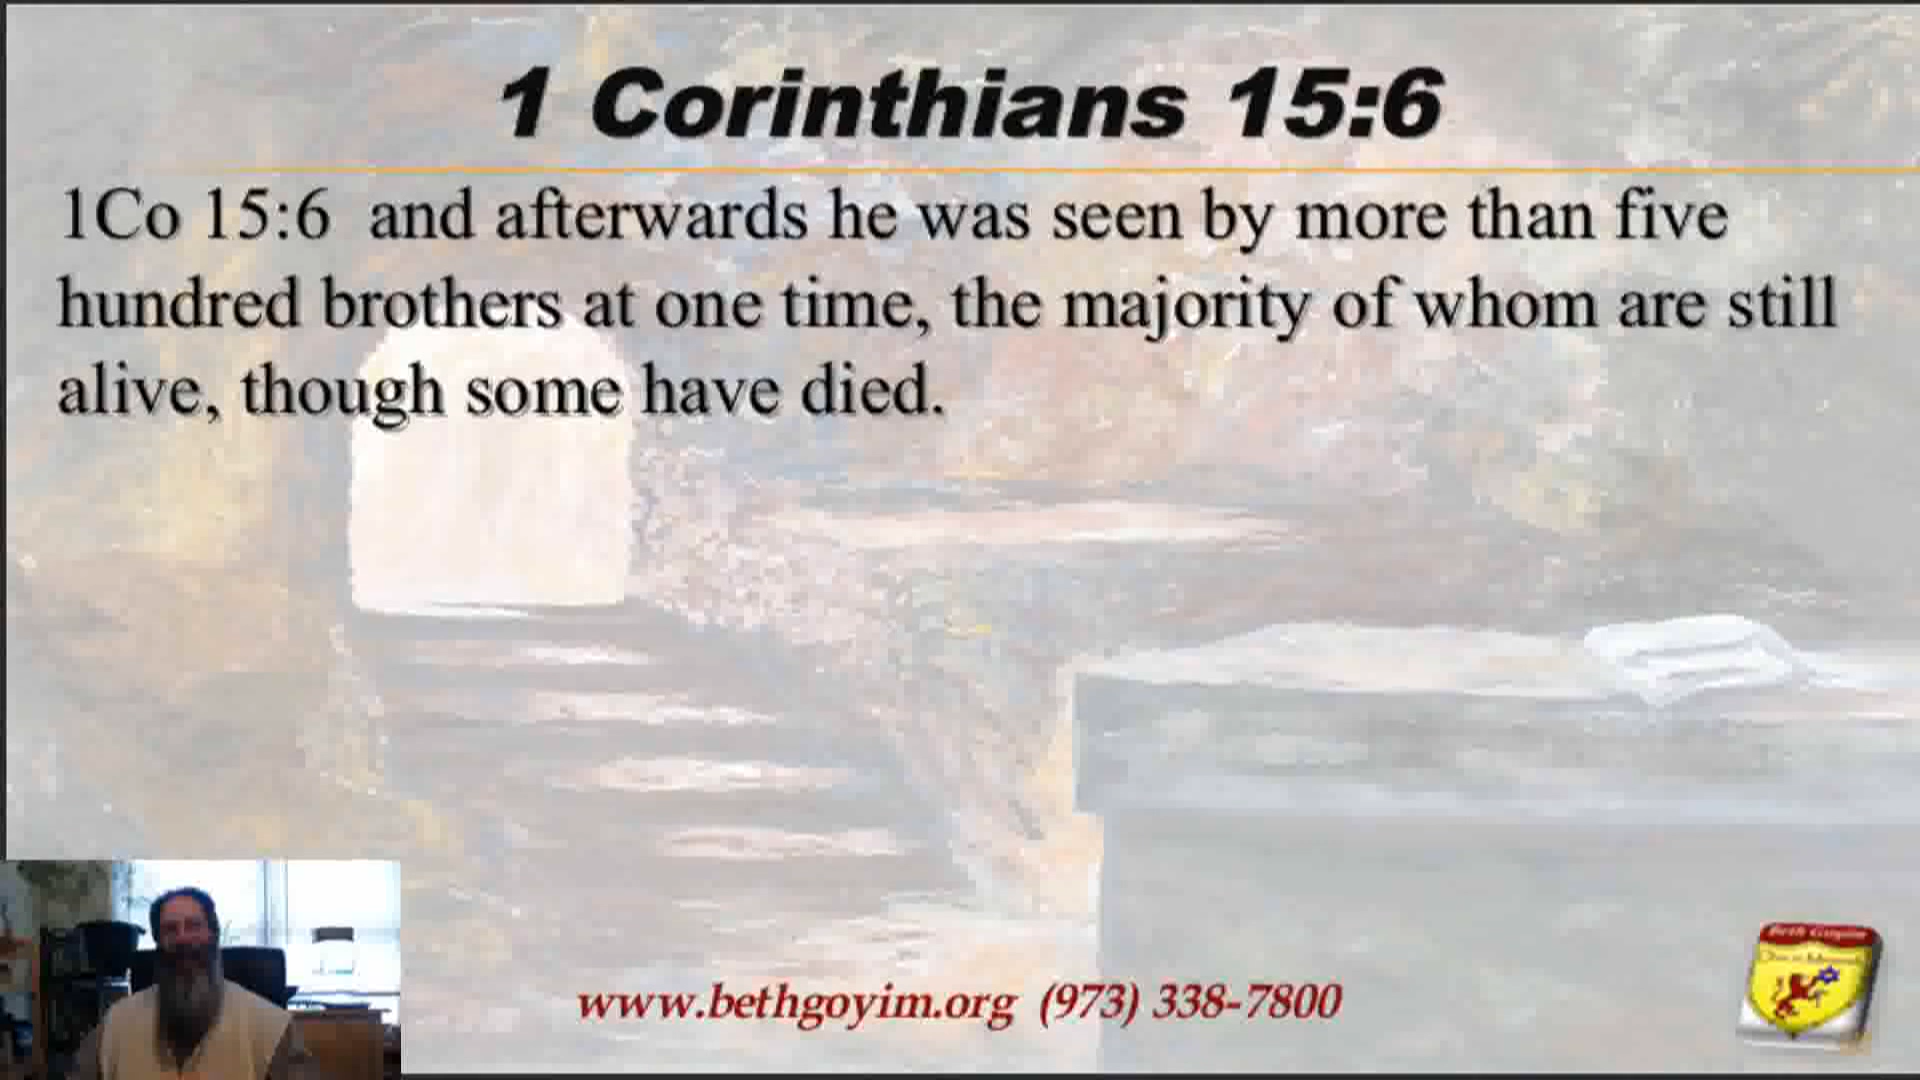 1 Corinthians 15:6
1Co 15:6 and afterwards he was seen by more than five
hundred brothers at one time, the majority of whom are still
alive, though some have died.
www.bethgoyim.org (973) 338-7800
Beth Goyim